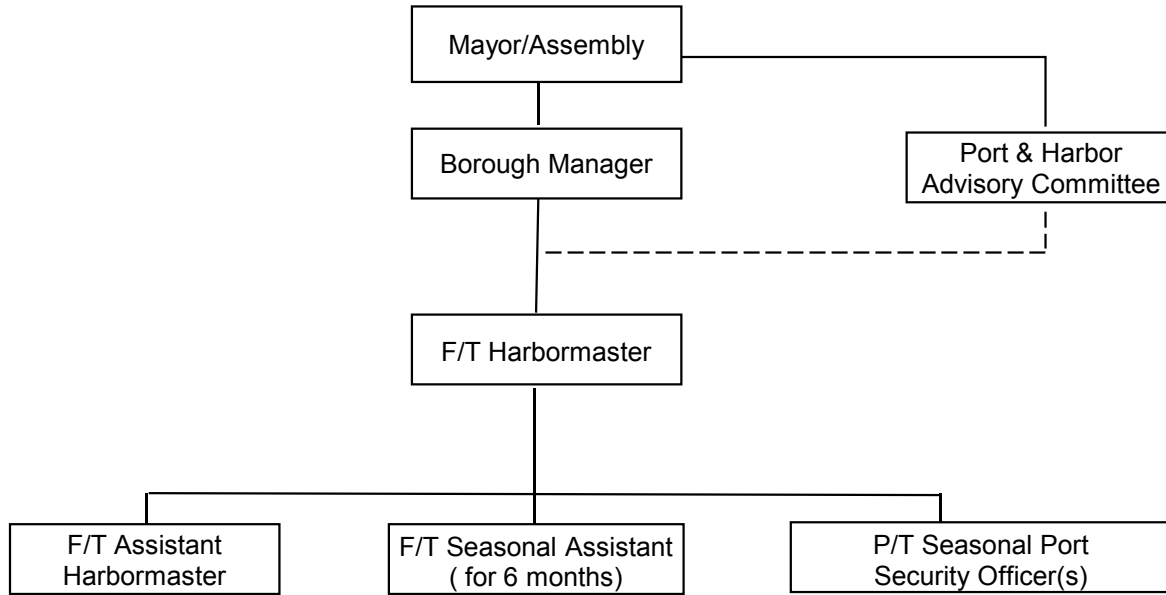 Mayor/Assembly
Borough Manager
Port & Harbor
Advisory Committee
F/T Harbormaster
F/T Assistant
Harbormaster
F/T Seasonal Assistant
( for 6 months)
P/T Seasonal Port
Security Officer(s)